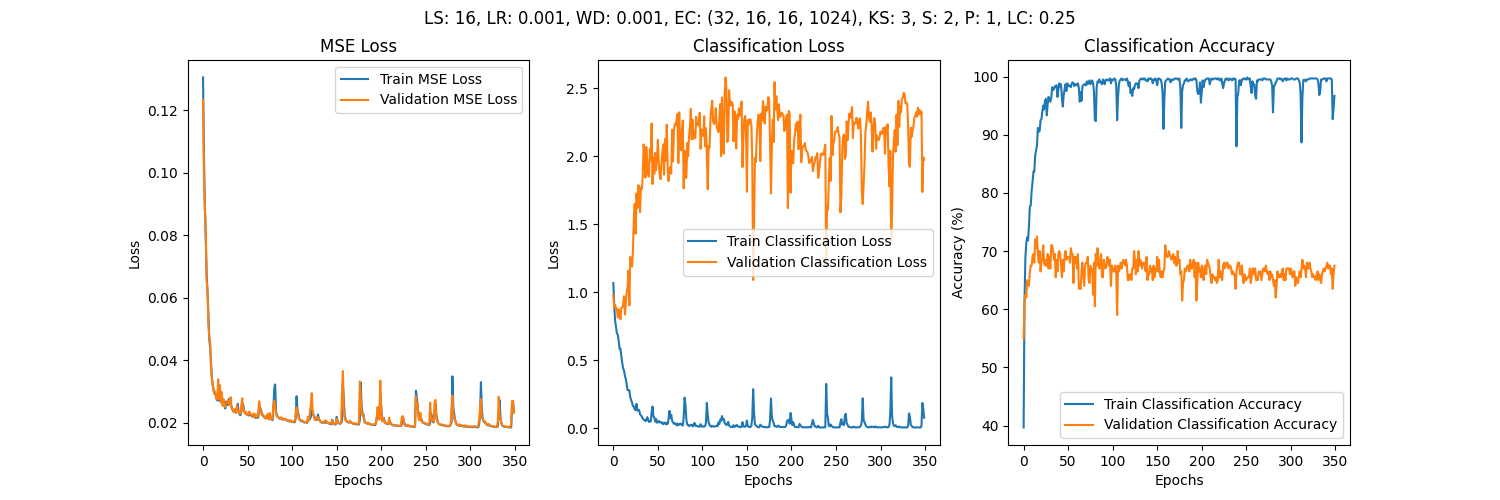 LS: 16, LR: 0.001, WD: 0.001, EC: (32, 16, 16, 1024), KS: 3, S: 2, P: 1, LC: 0.25
MSE Loss
Train MSE Loss
Validation MSE Loss
Loss
0.12
0.10
0.08
0.06
0.04
0.02
0 50 100 150 200 250 300 350
Epochs
Classification Loss
Train Classification Loss
Validation Classification Loss
Loss
2.5
2.0
1.5
1.0
0.5
0.0
0 50 100 150 200 250 300 350
Epochs
Classification Accuracy
Train Classification Accuracy
Validation Classification Accuracy
Accuracy (%)
100
90
80
70
60
50
40
0 50 100 150 200 250 300 350
Epochs